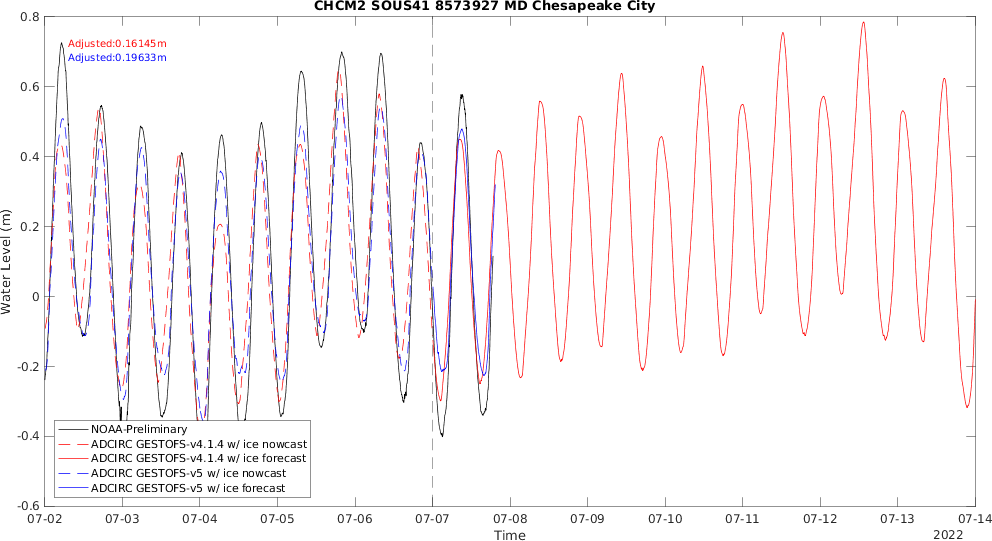 CHCM2 SOUS41 8573927 MD Chesapeake City
Adjusted:0.16145m
Adjusted:0.19633m
0.8
0.6
0.4
0.2
0
-0.2
-0.4
-0.6
Water Level (m)
NOAA-Preliminary
ADCIRC GESTOFS-v4.1.4 w/ ice nowcast
ADCIRC GESTOFS-v4.1.4 w/ ice forecast
ADCIRC GESTOFS-v5 w/ ice nowcast
ADCIRC GESTOFS-v5 w/ ice forecast
07-02 07-03 07-04 07-05 07-06 07-07 07-08 07-09 07-10 07-11 07-12 07-13 07-14
Time
2022